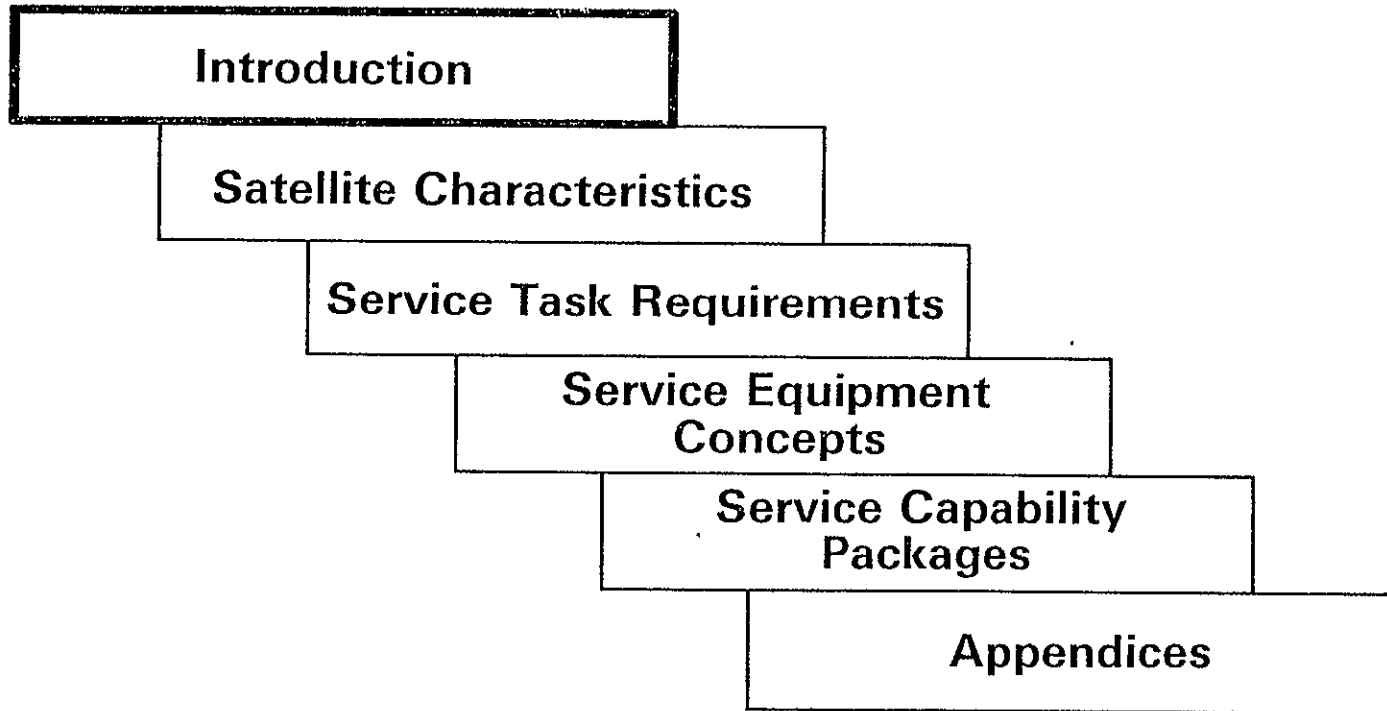 Introduction
Satellite Characteristics
Service Task Requirements
Service Equipment
Concepts
Service Capability
Packages
Appendices